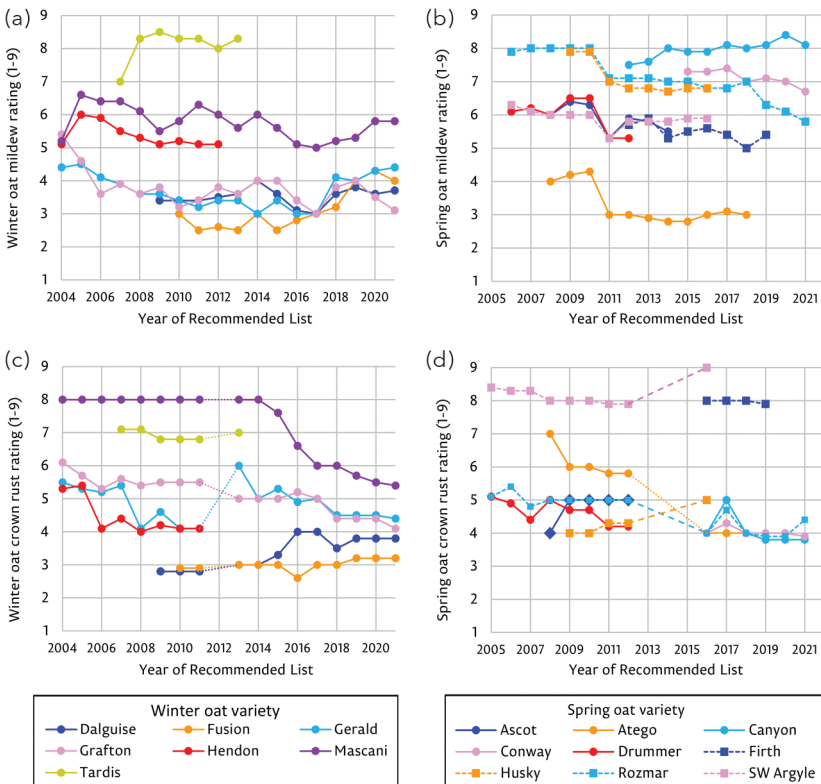 (a)
Winter oat mildew rating (1-9)
9
8
7
6
5
4
3
2
1
2004 2006 2008 2010 2012 2014 2016 2018 2020
Year of Recommended List
(b)
Spring oat mildew rating (1-9)
9
8
7
6
5
4
3
2
1
2005 2007 2009 2011 2013 2015 2017 2019 2021
Year of Recommended List
(c)
Winter oat crown rust rating (1-9)
9
8
7
6
5
4
3
2
1
2004 2006 2008 2010 2012 2014 2016 2018 2020
Year of Recommended List
(d)
Spring oat crown rust rating (1-9)
9
8
7
6
5
4
3
2
1
2005 2007 2009 2011 2013 2015 2017 2019 2021
Year of Recommended List
Winter oat variety
Dalguise Fusion Gerald
Grafton Hendon Mascani
Tardis
Spring oat variety
Ascot Atego Canyon
Conway Drummer Firth
Husky Rozmar SW Argyle